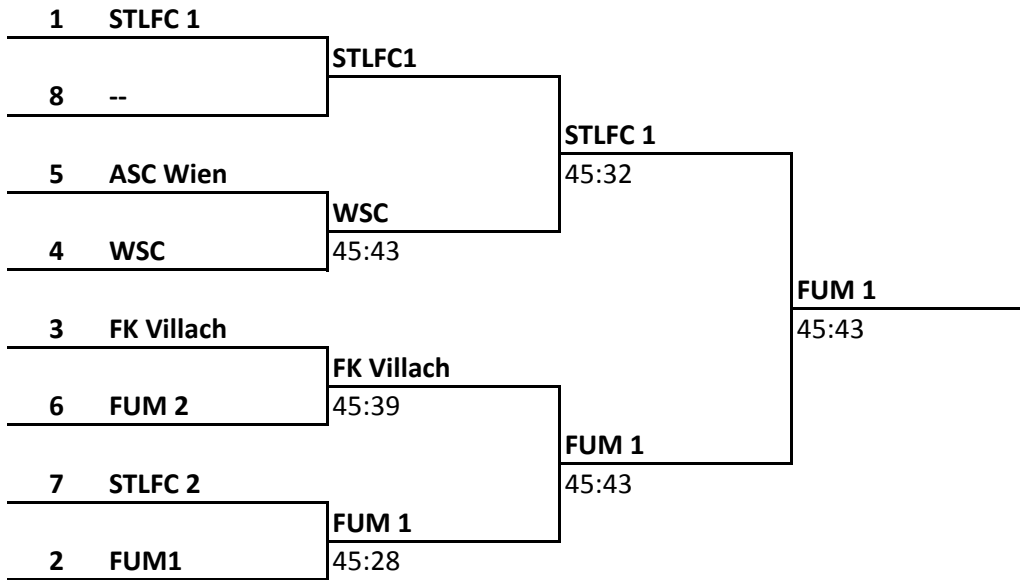 1 STLFC 1
STLFC1
8 --
STLFC 1
5 ASC Wien
45:32
WSC
4 WSC
45:43
FUM 1
3 FK Villach
45:43
FK Villach
6 FUM 2
45:39
FUM 1
7 STLFC 2
45:43
FUM 1
2 FUM1
45:28